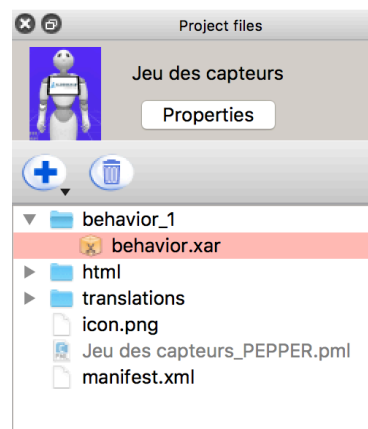 Project files
Jeu des capteurs
Properties
behavior_1
behavior.xar
html
translations
icon.png
Jeu des capteurs_PEPPER.pml
manifest.xml